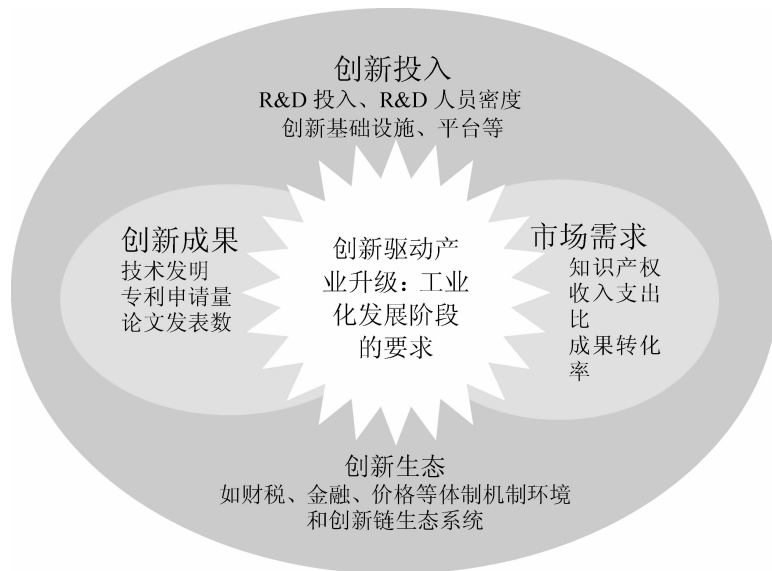 创新投入
R&D 投入、R&D 人员密度
创新基础设施、平台等
创新成果
技术发明
专利申请量
论文发表数
创新驱动产
业升级：工业
化发展阶段
的要求
市场需求
知识产权
收入支出
比
成果转化
率
创新生态
如财税、金融、价格等体制机制环境
和创新链生态系统